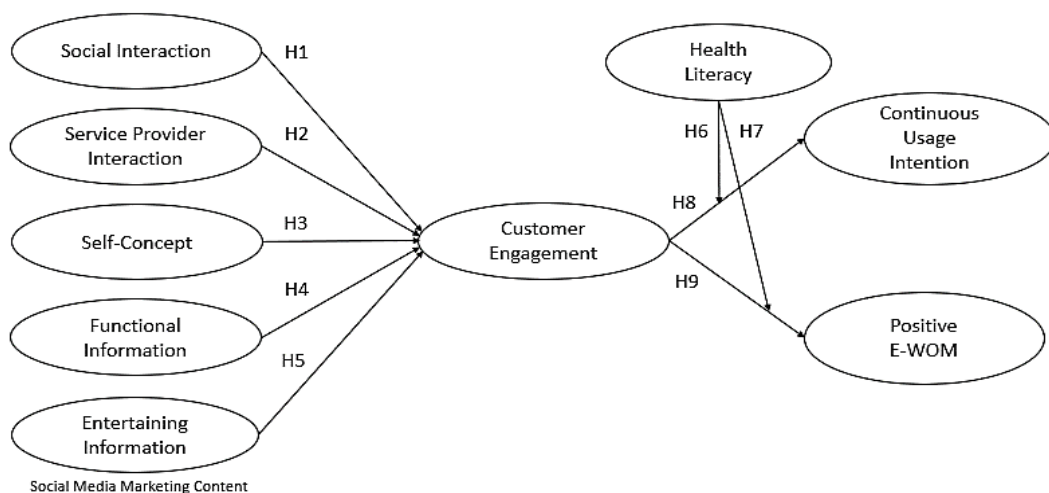 Social Interaction
H1
Service Provider
Interaction
H2
Self-Concept
H3
Functional
Information
H4
Entertaining
Information
H5
Social Media Marketing Content
Customer
Engagement
Health
Literacy
H6
H7
H8
H9
Continuous
Usage
Intention
Positive
E-WOM